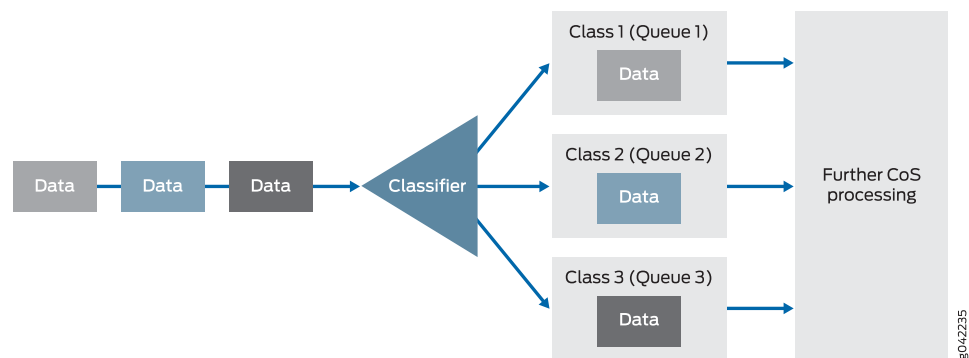 Data
Data
Data
Classifier
Class 1 (Queue 1)
Data
Class 2 (Queue 2)
Data
Class 3 (Queue 3)
Data
Further CoS
processing
g042235